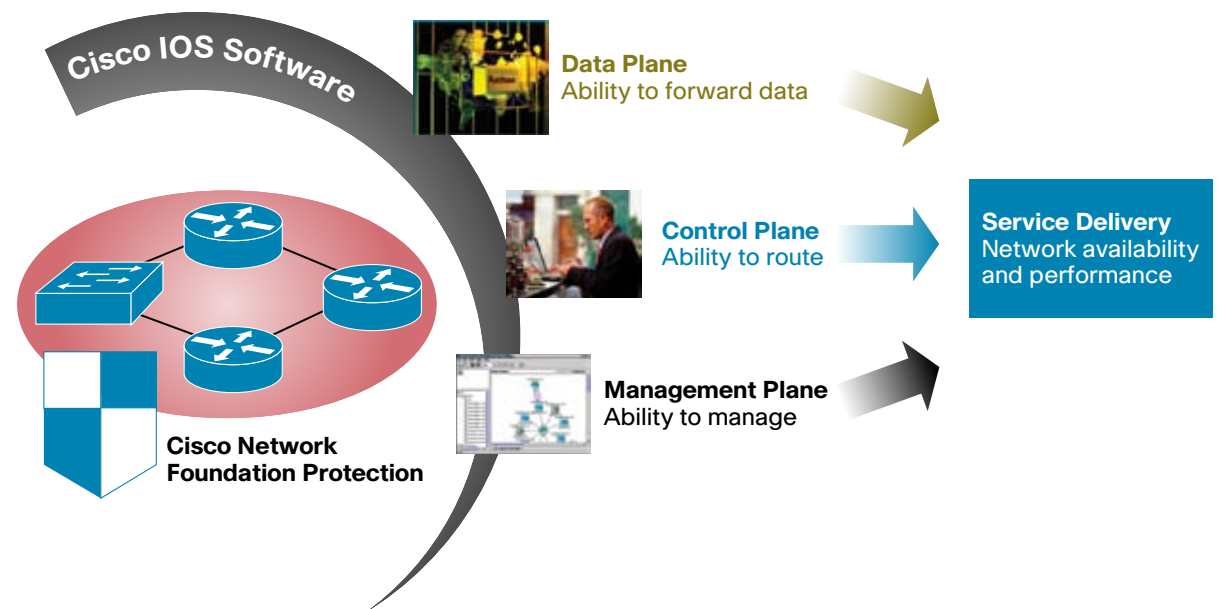 Cisco IOS Software
Data Plane
Ability to forward data
Control Plane
Ability to route
Service Delivery
Network availability
and performance
Management Plane
Ability to manage
Cisco Network
Foundation Protection